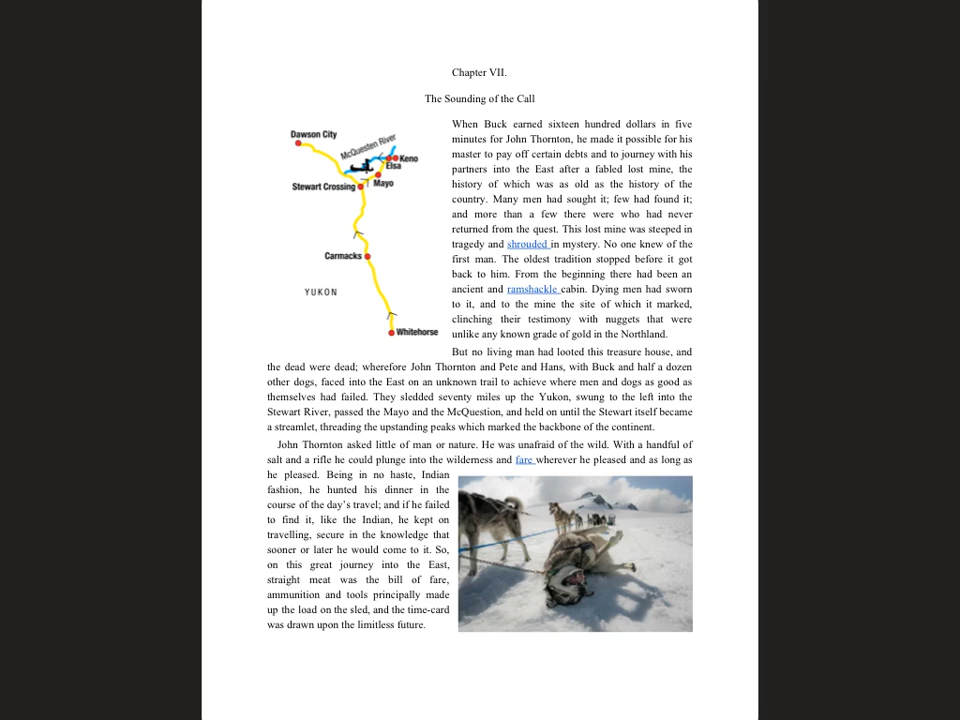 Chapter VII.
The Sounding of the Call
Dawson City
McQuesten River
Keno
Elsa
Mayo
Stewart Crossing
Carmacks
YUKON
Whitehorse
When Buck earned sixteen hundred dollars in five
minutes for John Thornton, he made it possible for his
master to pay off certain debts and to journey with his
partners into the East after a fabled lost mine, the
history of which was as old as the history of the
country. Many men had sought it; few had found it;
and more than a few there were who had never
returned from the quest. This lost mine was steeped in
tragedy and shrouded in mystery. No one knew of the
first man. The oldest tradition stopped before it got
back to him. From the beginning there had been an
ancient and ramshackle cabin. Dying men had sworn
to it, and to the mine the site of which it marked,
clinching their testimony with nuggets that were
unlike any known grade of gold in the Northland.
But no living man had looted this treasure house, and
the dead were dead; wherefore John Thornton and Pete and Hans, with Buck and half a dozen
other dogs, faced into the East on an unknown trail to achieve where men and dogs as good as
themselves had failed. They sledded seventy miles up the Yukon, swung to the left into the
Stewart River, passed the Mayo and the McQuestion, and held on until the Stewart itself became
a streamlet, threading the upstanding peaks which marked the backbone of the continent.
John Thornton asked little of man or nature. He was unafraid of the wild. With a handful of
salt and a rifle he could plunge into the wilderness and fare wherever he pleased and as long as
he pleased. Being in no haste, Indian
fashion, he hunted his dinner in the
course of the day's travel; and if he failed
to find it, like the Indian, he kept on
travelling, secure in the knowledge that
sooner or later he would come to it. So,
on this great journey into the East,
straight meat was the bill of fare,
ammunition and tools principally made
up the load on the sled, and the time-card
was drawn upon the limitless future.